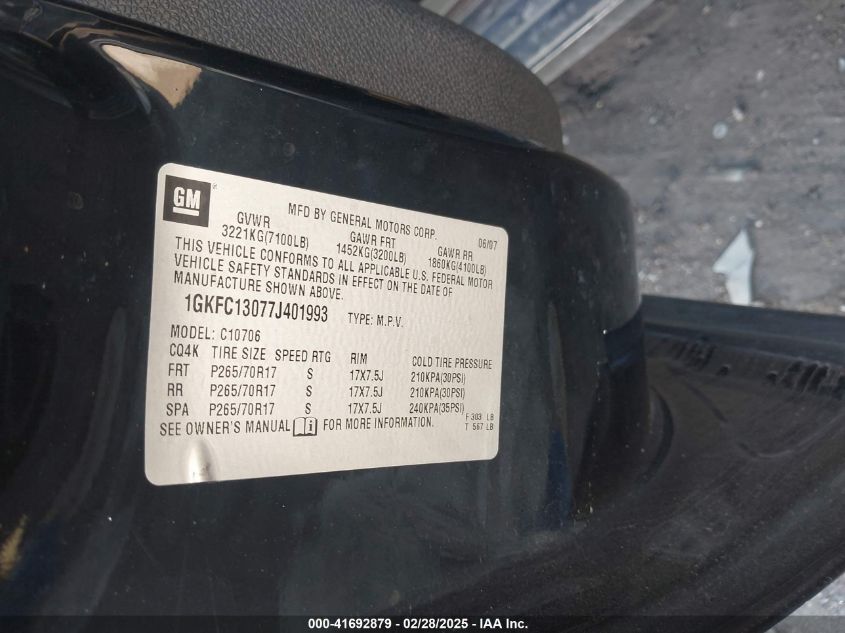 GM
MFD BY GENERAL MOTORS CORP. 06/07
GVWR GAWR FRT GAWR RR
3221KG(7100LB) 1452KG(3200LB) 1860KG(4100LB)
THIS VEHICLE CONFORMS TO ALL APPLICABLE U.S. FEDERAL MOTOR
VEHICLE SAFETY STANDARDS IN EFFECT ON THE DATE OF
MANUFACTURE SHOWN ABOVE.
1GKFC13077J401993 TYPE: M.P.V.
MODEL: C10706
CQ4K TIRE SIZE SPEED RTG RIM COLD TIRE PRESSURE
FRT P265/70R17 S 17X7.5J 210KPA(30PSI)
RR P265/70R17 S 17X7.5J 210KPA(30PSI)
SPA P265/70R17 S 17X7.5J 240KPA(35PSI)
SEE OWNER'S MANUAL i FOR MORE INFORMATION.
F 303 LB
T 567 LB
000-41692879 / 02/28/2025 / IAA Inc.